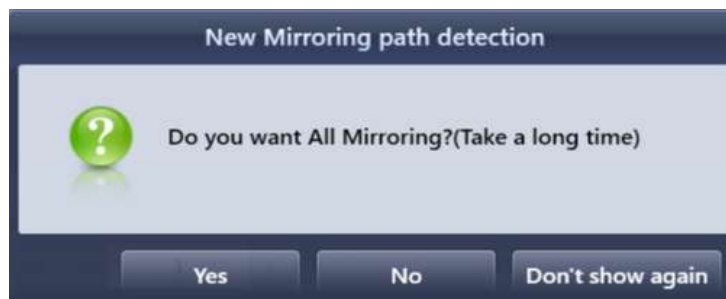 New Mirroring path detection
?
Do you want All Mirroring?(Take a long time)
Yes
No
Don't show again